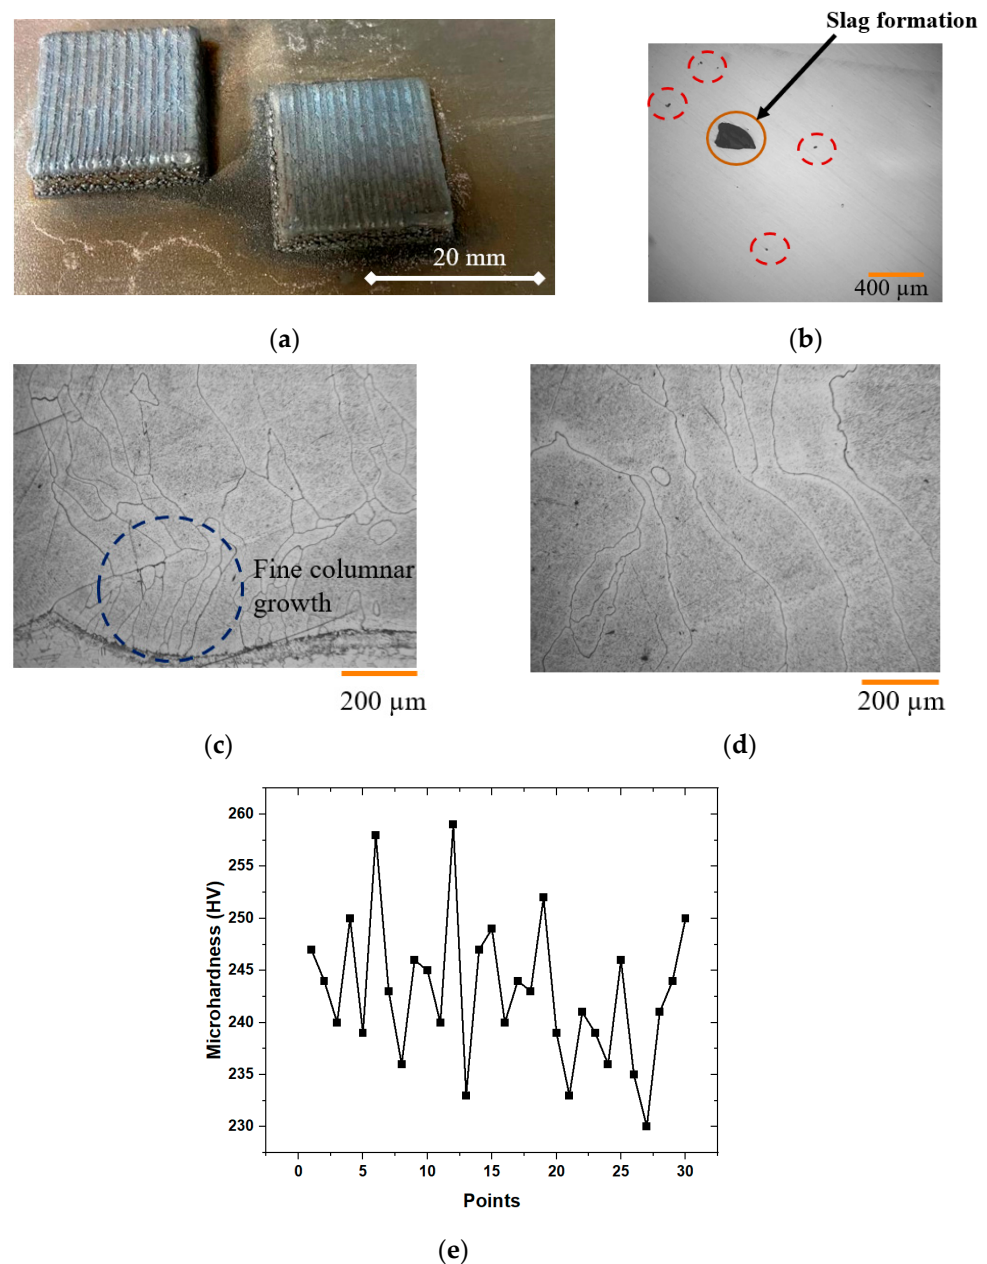 Slag formation
20 mm
400 µm
(a)
(b)
Fine columnar
growth
200 µm
200 µm
(c)
(d)
260
255
250
245
240
235
230
Microhardness (HV)
0 5 10 15 20 25 30
Points
(e)